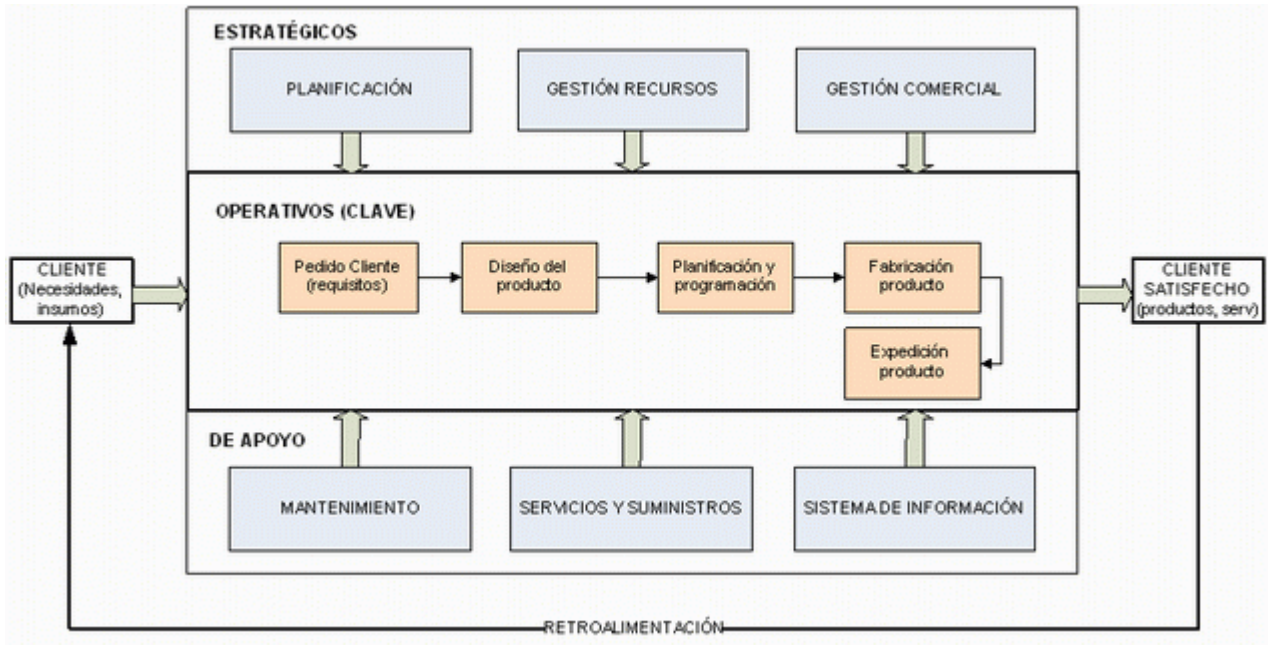 ESTRATÉGICOS
PLANIFICACIÓN
GESTIÓN RECURSOS
GESTIÓN COMERCIAL
OPERATIVOS (CLAVE)
CLIENTE
(Necesidades,
insumos)
Pedido Cliente
(requisitos)
Diseño del
producto
Planificación y
programación
Fabricación
producto
Expedición
producto
CLIENTE
SATISFECHO
(productos, serv)
DE APOYO
MANTENIMIENTO
SERVICIOS Y SUMINISTROS
SISTEMA DE INFORMACIÓN
RETROALIMENTACIÓN